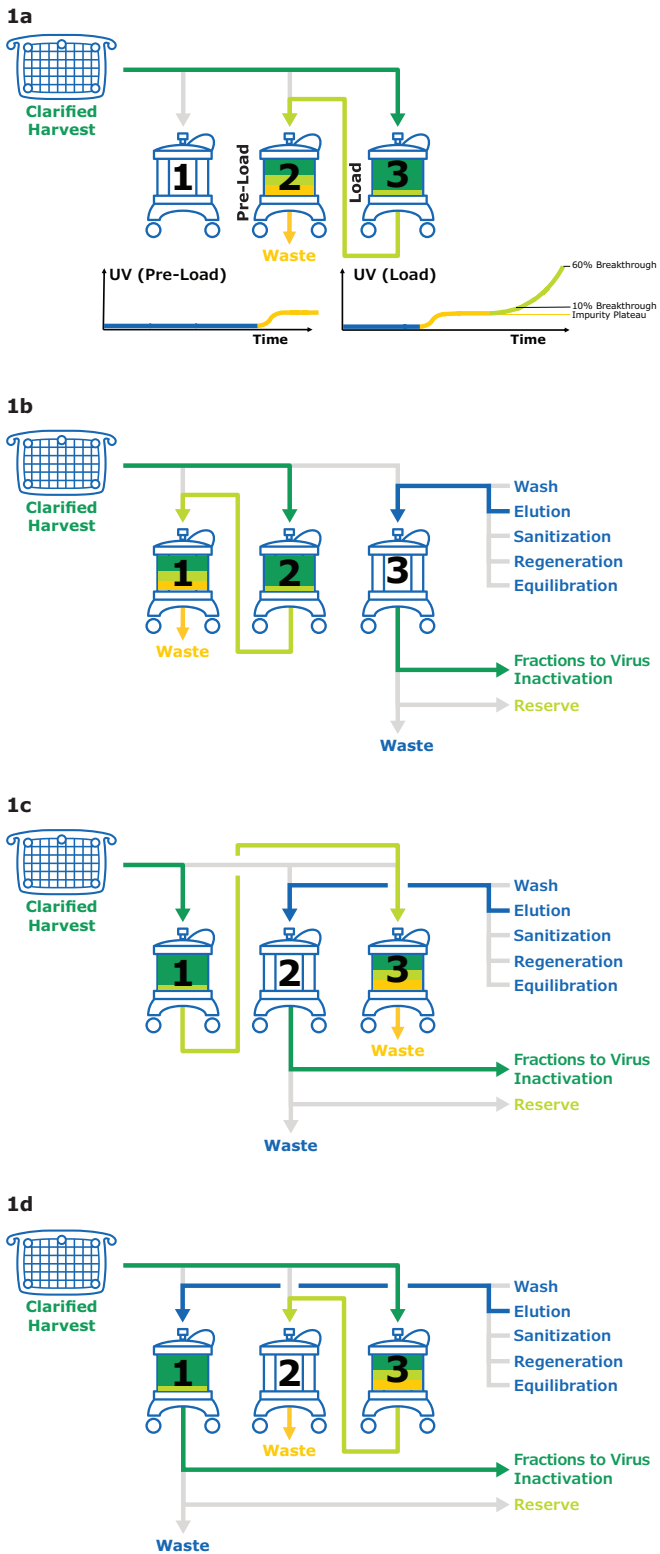 1a
Clarified
Harvest
1
2
3
Pre-Load
Load
Waste
UV (Pre-Load)
Time
UV (Load)
60% Breakthrough
10% Breakthrough
Impurity Plateau
Time
1b
Clarified
Harvest
Wash
Elution
Sanitization
Regeneration
Equilibration
1
2
3
Waste
Fractions to Virus
Inactivation
Reserve
Waste
1c
Clarified
Harvest
Wash
Elution
Sanitization
Regeneration
Equilibration
1
2
3
Waste
Fractions to Virus
Inactivation
Reserve
Waste
1d
Clarified
Harvest
Wash
Elution
Sanitization
Regeneration
Equilibration
1
2
3
Waste
Fractions to Virus
Inactivation
Reserve
Waste